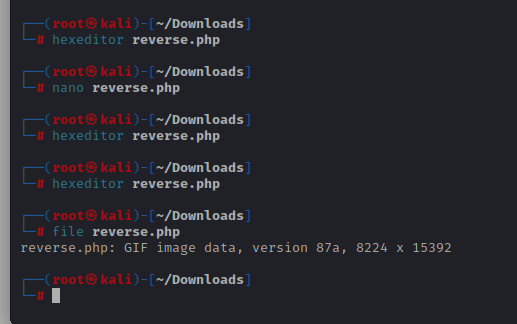 ┌──(root㉿kali)-[~/Downloads]
└─# hexeditor reverse.php
┌──(root㉿kali)-[~/Downloads]
└─# nano reverse.php
┌──(root㉿kali)-[~/Downloads]
└─# hexeditor reverse.php
┌──(root㉿kali)-[~/Downloads]
└─# hexeditor reverse.php
┌──(root㉿kali)-[~/Downloads]
└─# file reverse.php
reverse.php: GIF image data, version 87a, 8224 x 15392
┌──(root㉿kali)-[~/Downloads]
└─#